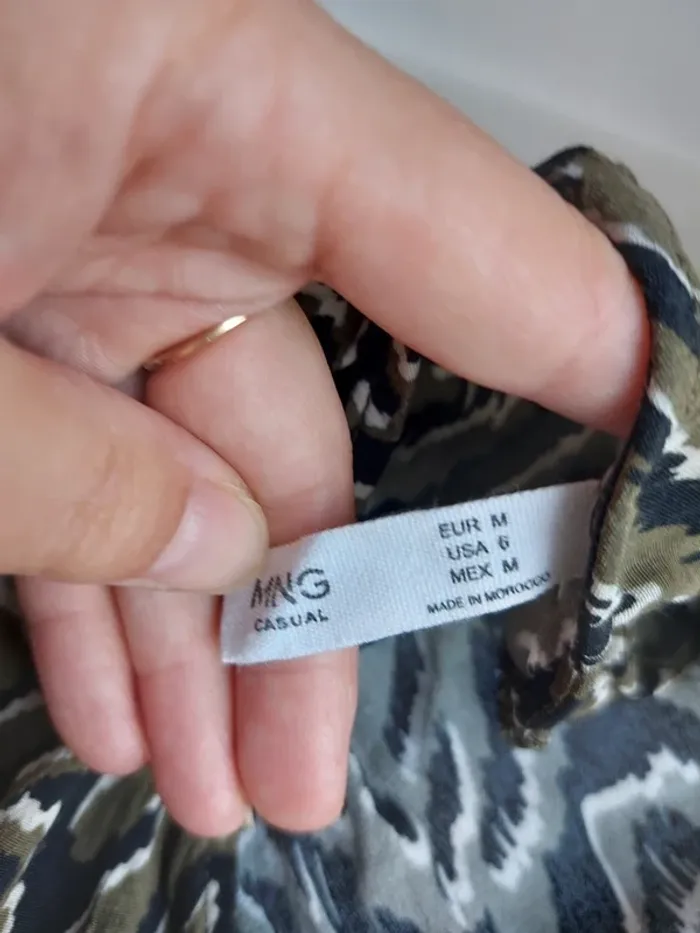 MNG
CASUAL
EUR M
USA 6
MEX M
MADE IN MOROCCO